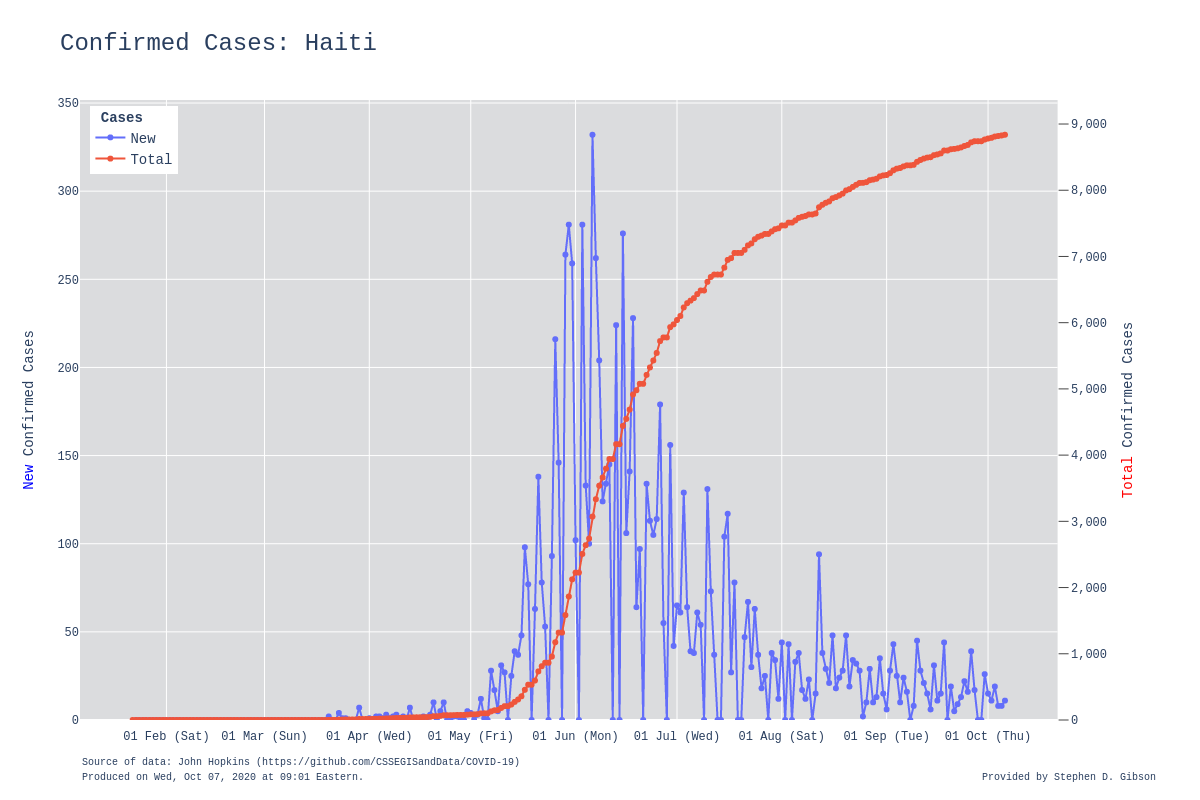 Confirmed Cases: Haiti
Cases
New
Total
350
300
250
200
150
100
50
0
9,000
8,000
7,000
6,000
5,000
4,000
3,000
2,000
1,000
0
New Confirmed Cases
Total Confirmed Cases
01 Feb (Sat)
01 Mar (Sun)
01 Apr (Wed)
01 May (Fri)
01 Jun (Mon)
01 Jul (Wed)
01 Aug (Sat)
01 Sep (Tue)
01 Oct (Thu)
Source of data: John Hopkins (https://github.com/CSSEGISandData/COVID-19)
Produced on Wed, Oct 07, 2020 at 09:01 Eastern.
Provided by Stephen D. Gibson